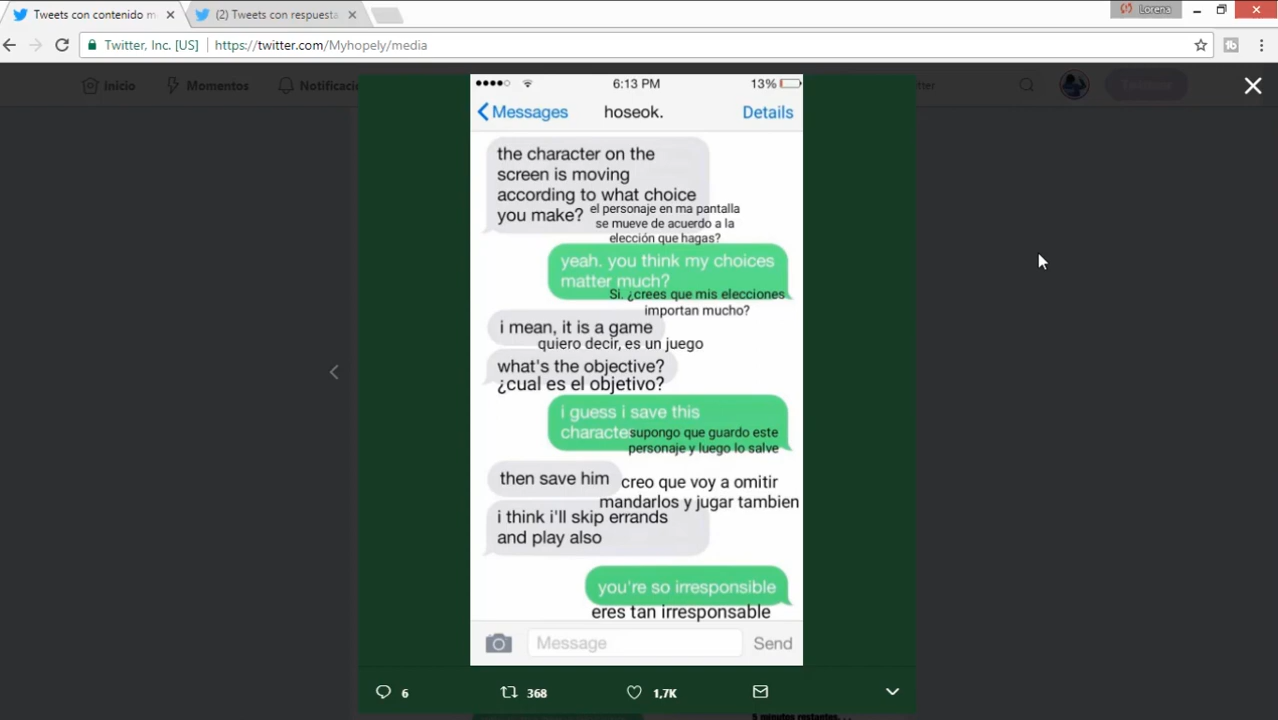 Tweets con contenido m
(2) Tweets con respuesta
Lorena
Twitter, Inc. [US]
https://twitter.com/Myhopely/media
Inicio
Momentos
Notificacio
tter
Twittear
6:13 PM
13%
Messages
hoseok.
Details
the character on the
screen is moving
according to what choice
you make?
el personaje en ma pantalla
se mueve de acuerdo a la
elección que hagas?
yeah. you think my choices
matter much?
Si. ¿crees que mis elecciones
importan mucho?
i mean, it is a game
quiero decir, es un juego
what's the objective?
¿cual es el objetivo?
i guess i save this
characte
supongo que guardo este
personaje y luego lo salve
then save him
creo que voy a omitir
mandarlos y jugar tambien
i think i'll skip errands
and play also
you're so irresponsible
eres tan irresponsable
Message
Send
6
368
1,7K
5 minutos restantes...